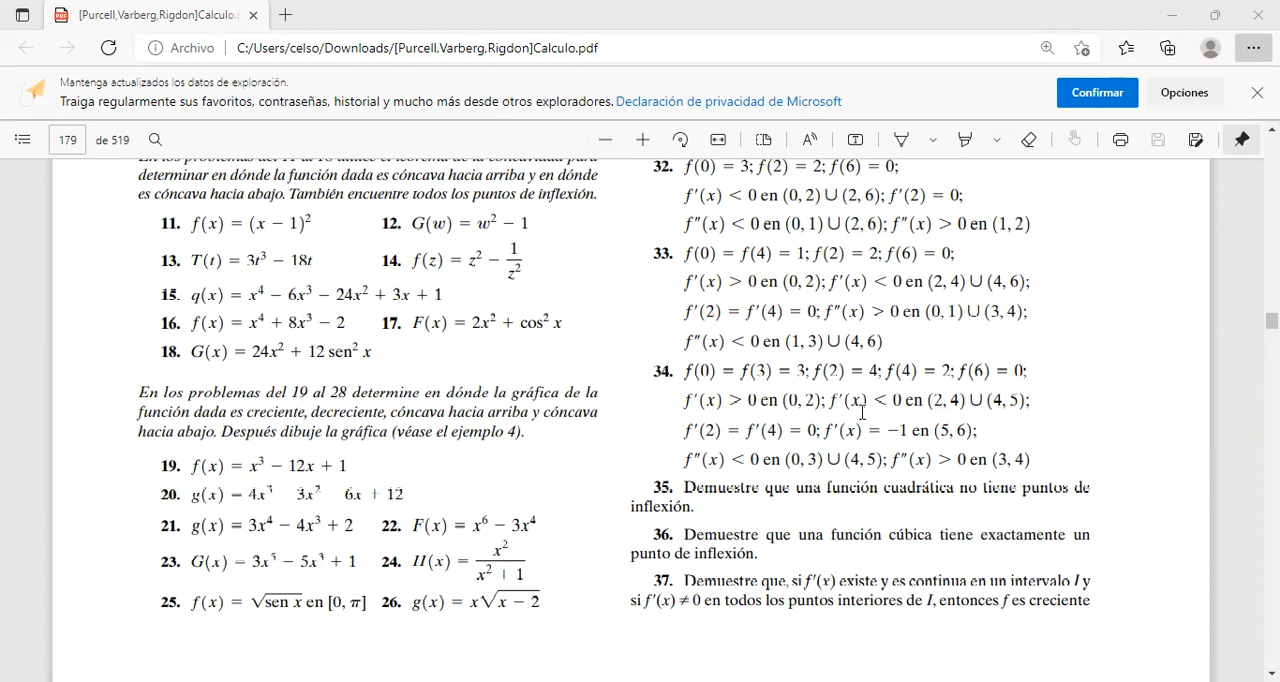 [Purcell,Varberg,Rigdon]Calculo.
Archivo C:/Users/celso/Downloads/[Purcell,Varberg,Rigdon]Calculo.pdf
Mantenga actualizados los datos de exploración.
Traiga regularmente sus favoritos, contraseñas, historial y mucho más desde otros exploradores. Declaración de privacidad de Microsoft
Confirmar Opciones
179 de 519
determinar en dónde la función dada es cóncava hacia arriba y en dónde
es cóncava hacia abajo. También encuentre todos los puntos de inflexión.
11. f(x) = (x − 1)² 12. G(w) = w² − 1
13. T(t) = 3t³ − 18t 14. f(z) = z² − 1/z²
15. q(x) = x⁴ − 6x³ − 24x² + 3x + 1
16. f(x) = x⁴ + 8x³ − 2 17. F(x) = 2x² + cos² x
18. G(x) = 24x² + 12 sen² x
En los problemas del 19 al 28 determine en dónde la gráfica de la
función dada es creciente, decreciente, cóncava hacia arriba y cóncava
hacia abajo. Después dibuje la gráfica (véase el ejemplo 4).
19. f(x) = x³ − 12x + 1
20. g(x) = 4x³ 3x² 6x + 12
21. g(x) = 3x⁴ − 4x³ + 2 22. F(x) = x⁶ − 3x⁴
23. G(x) = 3x⁵ − 5x³ + 1 24. H(x) = x²/(x² + 1)
25. f(x) = √sen x en [0, π] 26. g(x) = x√x − 2
32. f(0) = 3; f(2) = 2; f(6) = 0;
f′(x) < 0 en (0, 2) ∪ (2, 6); f′(2) = 0;
f″(x) < 0 en (0, 1) ∪ (2, 6); f″(x) > 0 en (1, 2)
33. f(0) = f(4) = 1; f(2) = 2; f(6) = 0;
f′(x) > 0 en (0, 2); f′(x) < 0 en (2, 4) ∪ (4, 6);
f′(2) = f′(4) = 0; f″(x) > 0 en (0, 1) ∪ (3, 4);
f″(x) < 0 en (1, 3) ∪ (4, 6)
34. f(0) = f(3) = 3; f(2) = 4; f(4) = 2; f(6) = 0;
f′(x) > 0 en (0, 2); f′(x) < 0 en (2, 4) ∪ (4, 5);
f′(2) = f′(4) = 0; f′(x) = −1 en (5, 6);
f″(x) < 0 en (0, 3) ∪ (4, 5); f″(x) > 0 en (3, 4)
35. Demuestre que una función cuadrática no tiene puntos de
inflexión.
36. Demuestre que una función cúbica tiene exactamente un
punto de inflexión.
37. Demuestre que, si f′(x) existe y es continua en un intervalo I y
si f′(x) ≠ 0 en todos los puntos interiores de I, entonces f es creciente